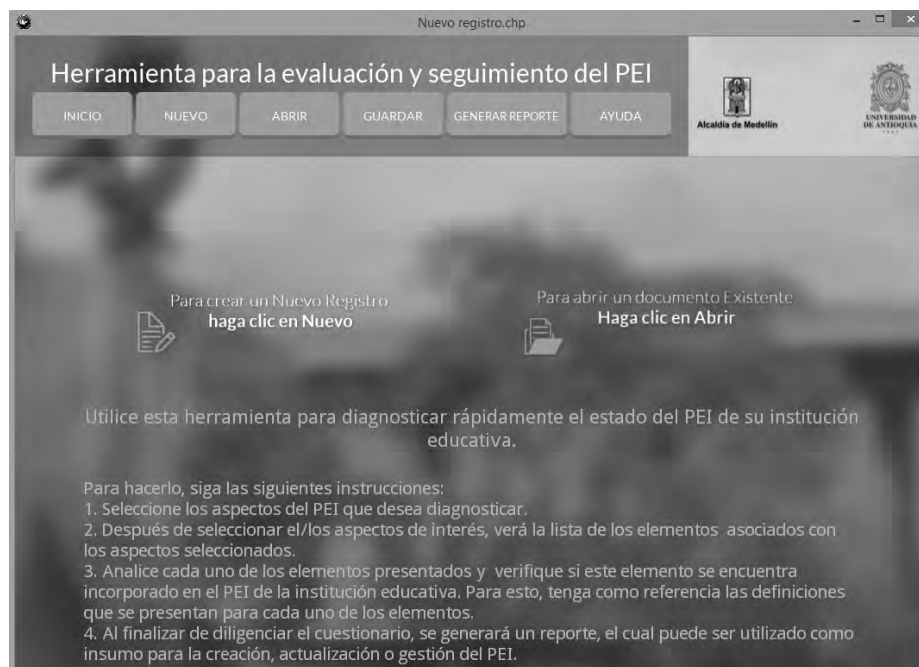 Nuevo registro.chp
Herramienta para la evaluación y seguimiento del PEI
INICIO NUEVO ABRIR GUARDAR GENERAR REPORTE AYUDA
Alcaldía de Medellín
UNIVERSIDAD
DE ANTIOQUIA
Para crear un Nuevo Registro
haga clic en Nuevo
Para abrir un documento Existente
Haga clic en Abrir
Utilice esta herramienta para diagnosticar rápidamente el estado del PEI de su institución
educativa.
Para hacerlo, siga las siguientes instrucciones:
1. Seleccione los aspectos del PEI que desea diagnosticar.
2. Después de seleccionar el/los aspectos de interés, verá la lista de los elementos asociados con
los aspectos seleccionados.
3. Analice cada uno de los elementos presentados y verifique si este elemento se encuentra
incorporado en el PEI de la institución educativa. Para esto, tenga como referencia las definiciones
que se presentan para cada uno de los elementos.
4. Al finalizar de diligenciar el cuestionario, se generará un reporte, el cual puede ser utilizado como
insumo para la creación, actualización o gestión del PEI.